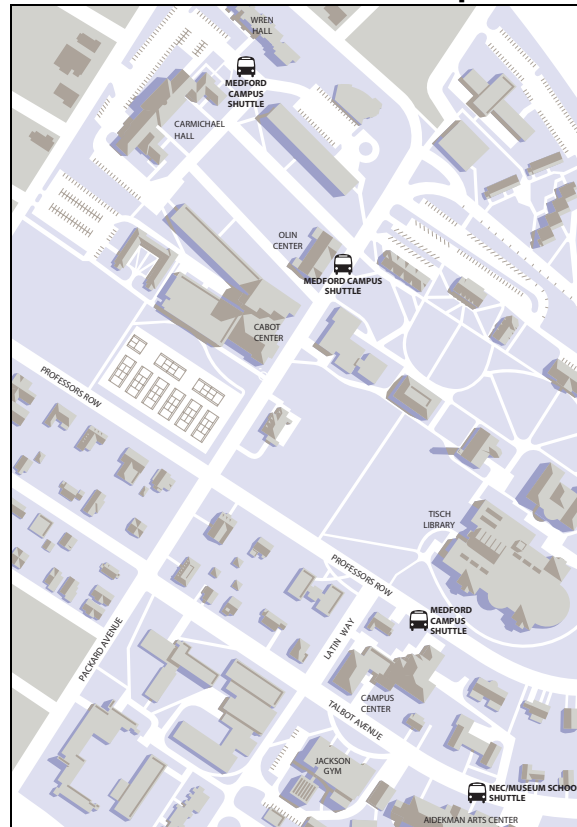 WREN
HALL
MEDFORD
CAMPUS
SHUTTLE
CARMICHAEL
HALL
OLIN
CENTER
MEDFORD CAMPUS
SHUTTLE
CABOT
CENTER
PROFESSORS ROW
TISCH
LIBRARY
PROFESSORS ROW
MEDFORD
CAMPUS
SHUTTLE
LATIN WAY
PACKARD AVENUE
CAMPUS
CENTER
TALBOT AVENUE
JACKSON
GYM
NEC/MUSEUM SCHOO
SHUTTLE
AIDEKMAN ARTS CENTER